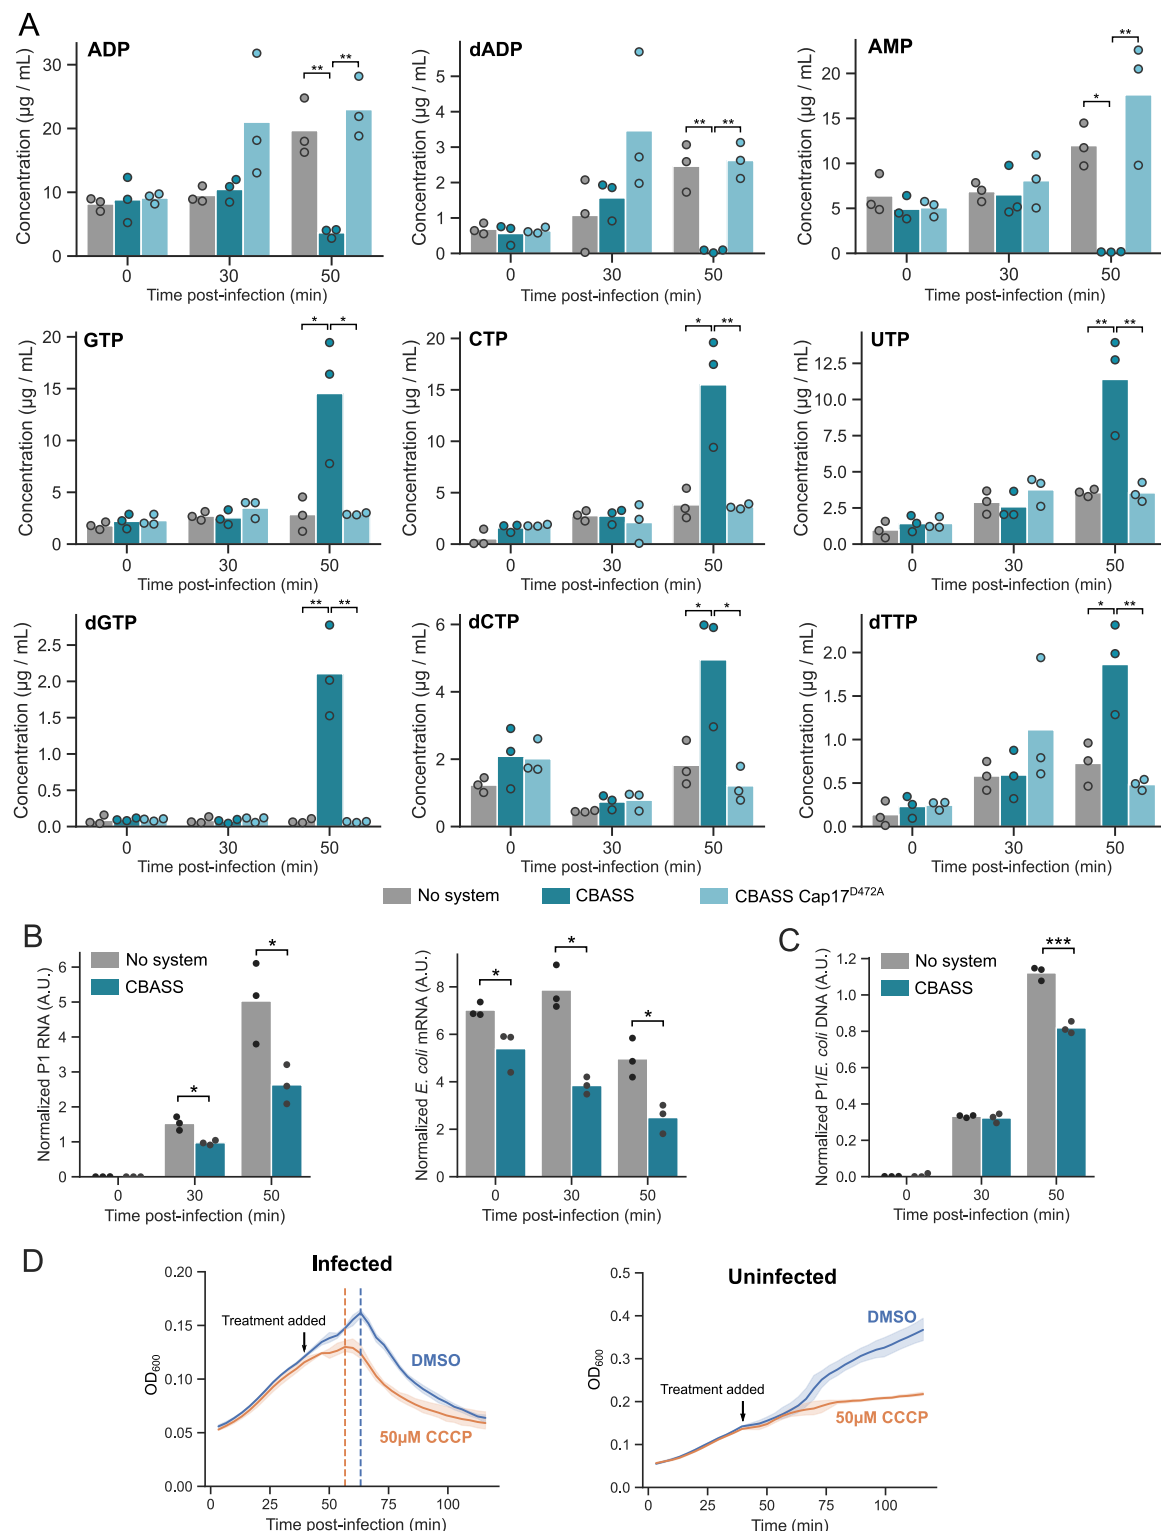 A
ADP
dADP
AMP
Concentration (µg / mL)
30
20
10
0
** **
0 30 50
Time post-infection (min)
Concentration (µg / mL)
5
4
3
2
1
0
** **
0 30 50
Time post-infection (min)
Concentration (µg / mL)
20
15
10
5
0
*
**
0 30 50
Time post-infection (min)
GTP
CTP
UTP
Concentration (µg / mL)
20
15
10
5
0
* *
0 30 50
Time post-infection (min)
Concentration (µg / mL)
20
15
10
5
0
* **
0 30 50
Time post-infection (min)
Concentration (µg / mL)
12.5
10.0
7.5
5.0
2.5
0.0
** **
0 30 50
Time post-infection (min)
dGTP
dCTP
dTTP
Concentration (µg / mL)
2.5
2.0
1.5
1.0
0.5
0.0
** **
0 30 50
Time post-infection (min)
Concentration (µg / mL)
6
4
2
0
* *
0 30 50
Time post-infection (min)
Concentration (µg / mL)
2.0
1.5
1.0
0.5
0.0
* **
0 30 50
Time post-infection (min)
No system CBASS CBASS Cap17D472A
B
No system
CBASS
Normalized P1 RNA (A.U.)
6
5
4
3
2
1
0
*
*
0 30 50
Time post-infection (min)
Normalized E. coli mRNA (A.U.)
8
6
4
2
0
*
*
*
0 30 50
Time post-infection (min)
C
No system
CBASS
Normalized P1/E. coli DNA (A.U.)
1.2
1.0
0.8
0.6
0.4
0.2
0.0
***
0 30 50
Time post-infection (min)
D
Infected
OD600
0.20
0.15
0.10
0.05
0.00
Treatment added
DMSO
50µM CCCP
0 25 50 75 100
Time post-infection (min)
Uninfected
OD600
0.5
0.4
0.3
0.2
0.1
0.0
DMSO
Treatment added
50µM CCCP
0 25 50 75 100
Time (min)